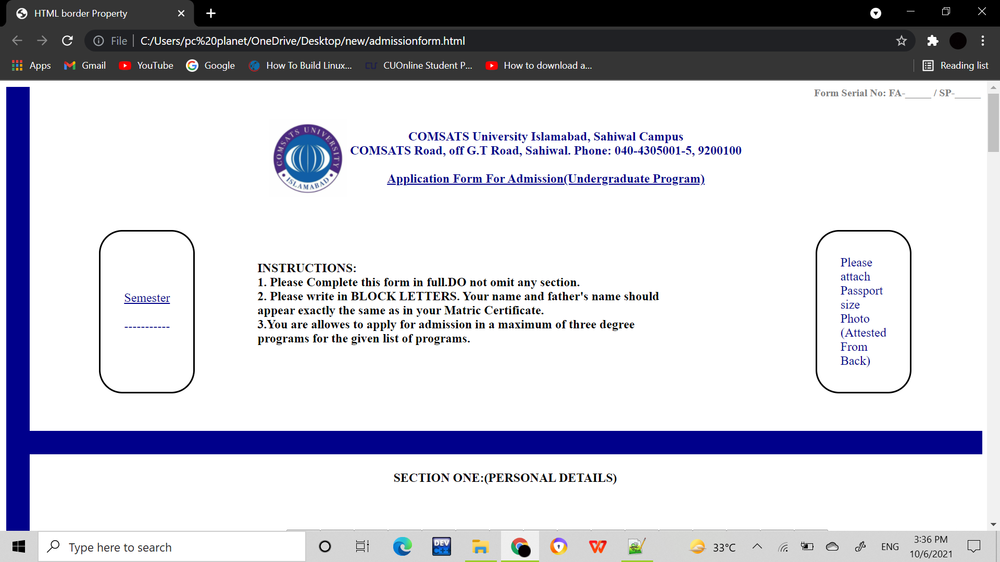 HTML border Property
File C:/Users/pc%20planet/OneDrive/Desktop/new/admissionform.html
Apps Gmail YouTube Google How To Build Linux... CUOnline Student P... How to download a... Reading list
Form Serial No: FA-_____ / SP-_____
COMSATS UNIVERSITY
ISLAMABAD
COMSATS University Islamabad, Sahiwal Campus
COMSATS Road, off G.T Road, Sahiwal. Phone: 040-4305001-5, 9200100
Application Form For Admission(Undergraduate Program)
Semester
-----------
INSTRUCTIONS:
1. Please Complete this form in full.DO not omit any section.
2. Please write in BLOCK LETTERS. Your name and father's name should
appear exactly the same as in your Matric Certificate.
3.You are allowes to apply for admission in a maximum of three degree
programs for the given list of programs.
Please
attach
Passport
size
Photo
(Attested
From
Back)
SECTION ONE:(PERSONAL DETAILS)
Type here to search
DEV
C++
33°C
ENG
3:36 PM
10/6/2021